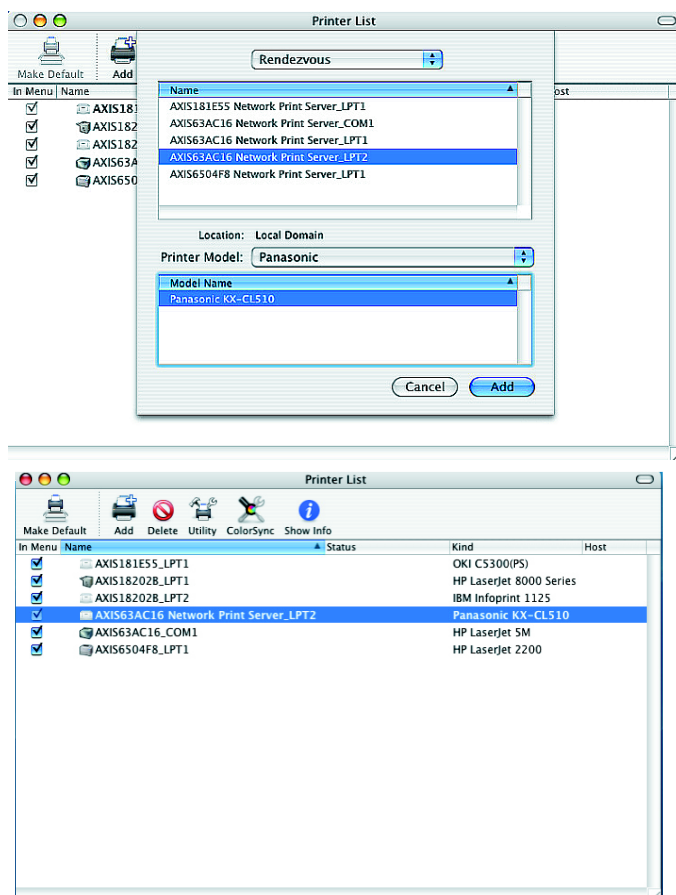 Printer List
Rendezvous
Make Default Add
In Menu Name
Name
ost
AXIS181
AXIS182
AXIS182
AXIS63A
AXIS650
AXIS181E55 Network Print Server_LPT1
AXIS63AC16 Network Print Server_COM1
AXIS63AC16 Network Print Server_LPT1
AXIS63AC16 Network Print Server_LPT2
AXIS6504F8 Network Print Server_LPT1
Location: Local Domain
Printer Model: Panasonic
Model Name
Panasonic KX-CL510
Cancel Add
Printer List
Make Default Add Delete Utility ColorSync Show Info
In Menu Name Status Kind Host
AXIS181E55_LPT1 OKI C5300(PS)
AXIS18202B_LPT1 HP LaserJet 8000 Series
AXIS18202B_LPT2 IBM Infoprint 1125
AXIS63AC16 Network Print Server_LPT2 Panasonic KX-CL510
AXIS63AC16_COM1 HP LaserJet 5M
AXIS6504F8_LPT1 HP LaserJet 2200